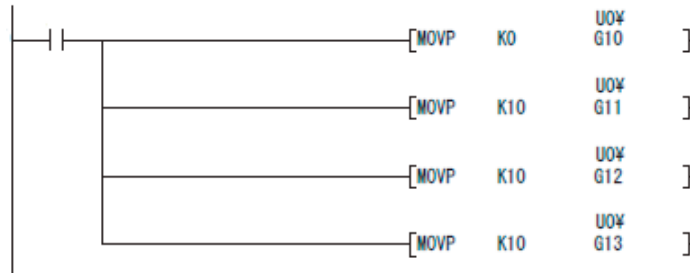 U0¥
[MOVP K0 G10 ]
U0¥
[MOVP K10 G11 ]
U0¥
[MOVP K10 G12 ]
U0¥
[MOVP K10 G13 ]